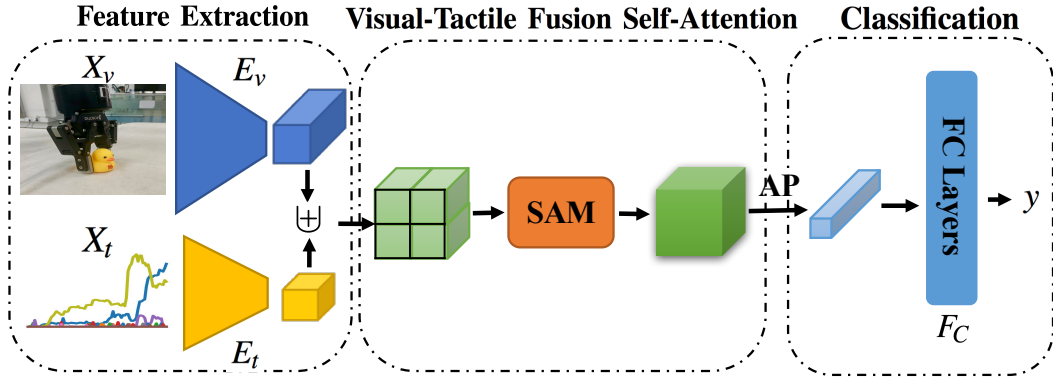 Feature Extraction
Visual-Tactile Fusion Self-Attention
Classification
X_v
E_v
X_t
E_t
⊎
SAM
AP
FC Layers
F_C
y